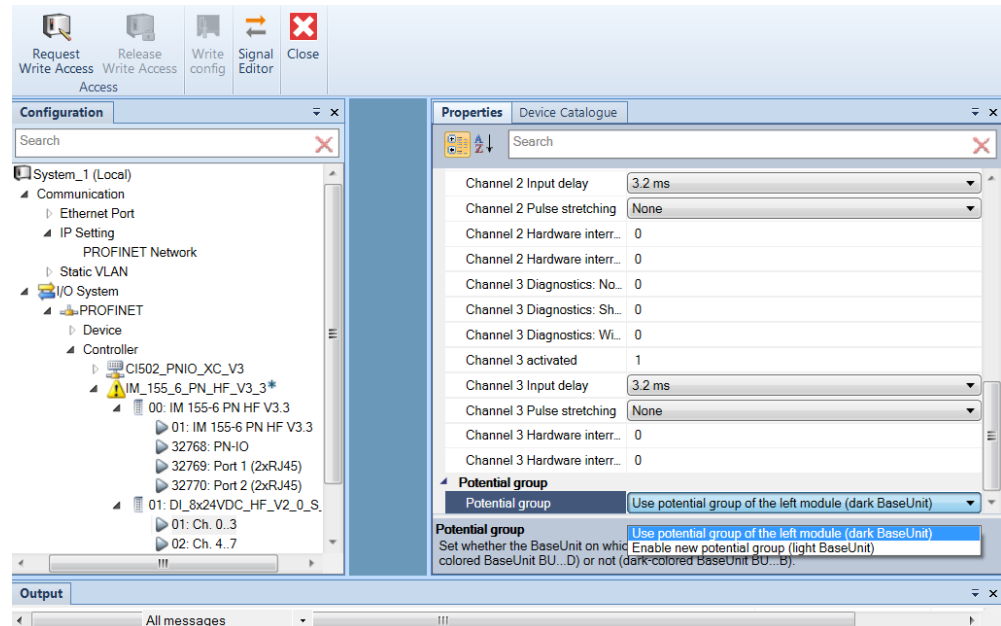 Request Write Access
Release Write Access
Write config
Signal Editor
Close
Access
Configuration
Search
System_1 (Local)
Communication
Ethernet Port
IP Setting
PROFINET Network
Static VLAN
I/O System
PROFINET
Device
Controller
CI502_PNIO_XC_V3
IM_155_6_PN_HF_V3_3*
00: IM 155-6 PN HF V3.3
01: IM 155-6 PN HF V3.3
32768: PN-IO
32769: Port 1 (2xRJ45)
32770: Port 2 (2xRJ45)
01: DI_8x24VDC_HF_V2_0_S_
01: Ch. 0..3
02: Ch. 4..7
Properties Device Catalogue
Search
Channel 2 Input delay 3.2 ms
Channel 2 Pulse stretching None
Channel 2 Hardware interr... 0
Channel 2 Hardware interr... 0
Channel 3 Diagnostics: No... 0
Channel 3 Diagnostics: Sh... 0
Channel 3 Diagnostics: Wi... 0
Channel 3 activated 1
Channel 3 Input delay 3.2 ms
Channel 3 Pulse stretching None
Channel 3 Hardware interr... 0
Channel 3 Hardware interr... 0
Potential group
Potential group Use potential group of the left module (dark BaseUnit)
Use potential group of the left module (dark BaseUnit)
Enable new potential group (light BaseUnit)
Potential group
Set whether the BaseUnit on whic
colored BaseUnit BU...D) or not (dark-colored BaseUnit BU...B).
Output
All messages